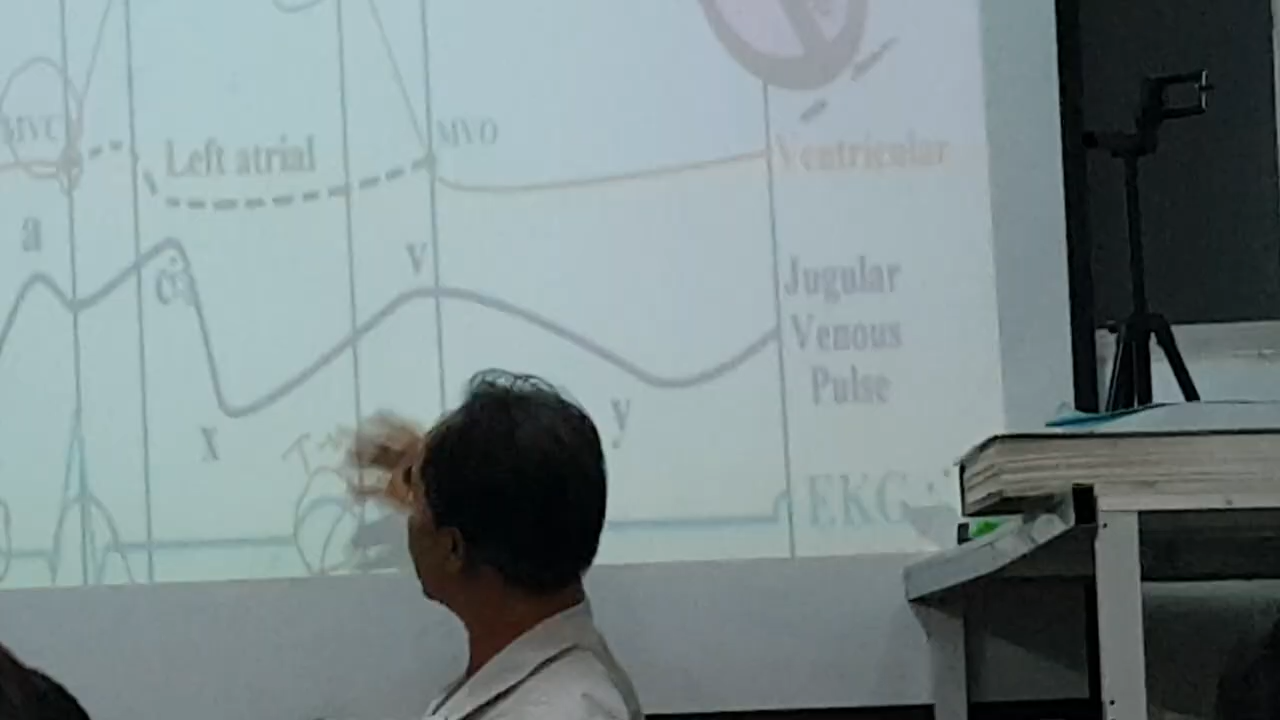 MVC
MVO
Left atrial
Ventricular
a
v
c
Jugular
Venous
Pulse
x
y
T
EKG